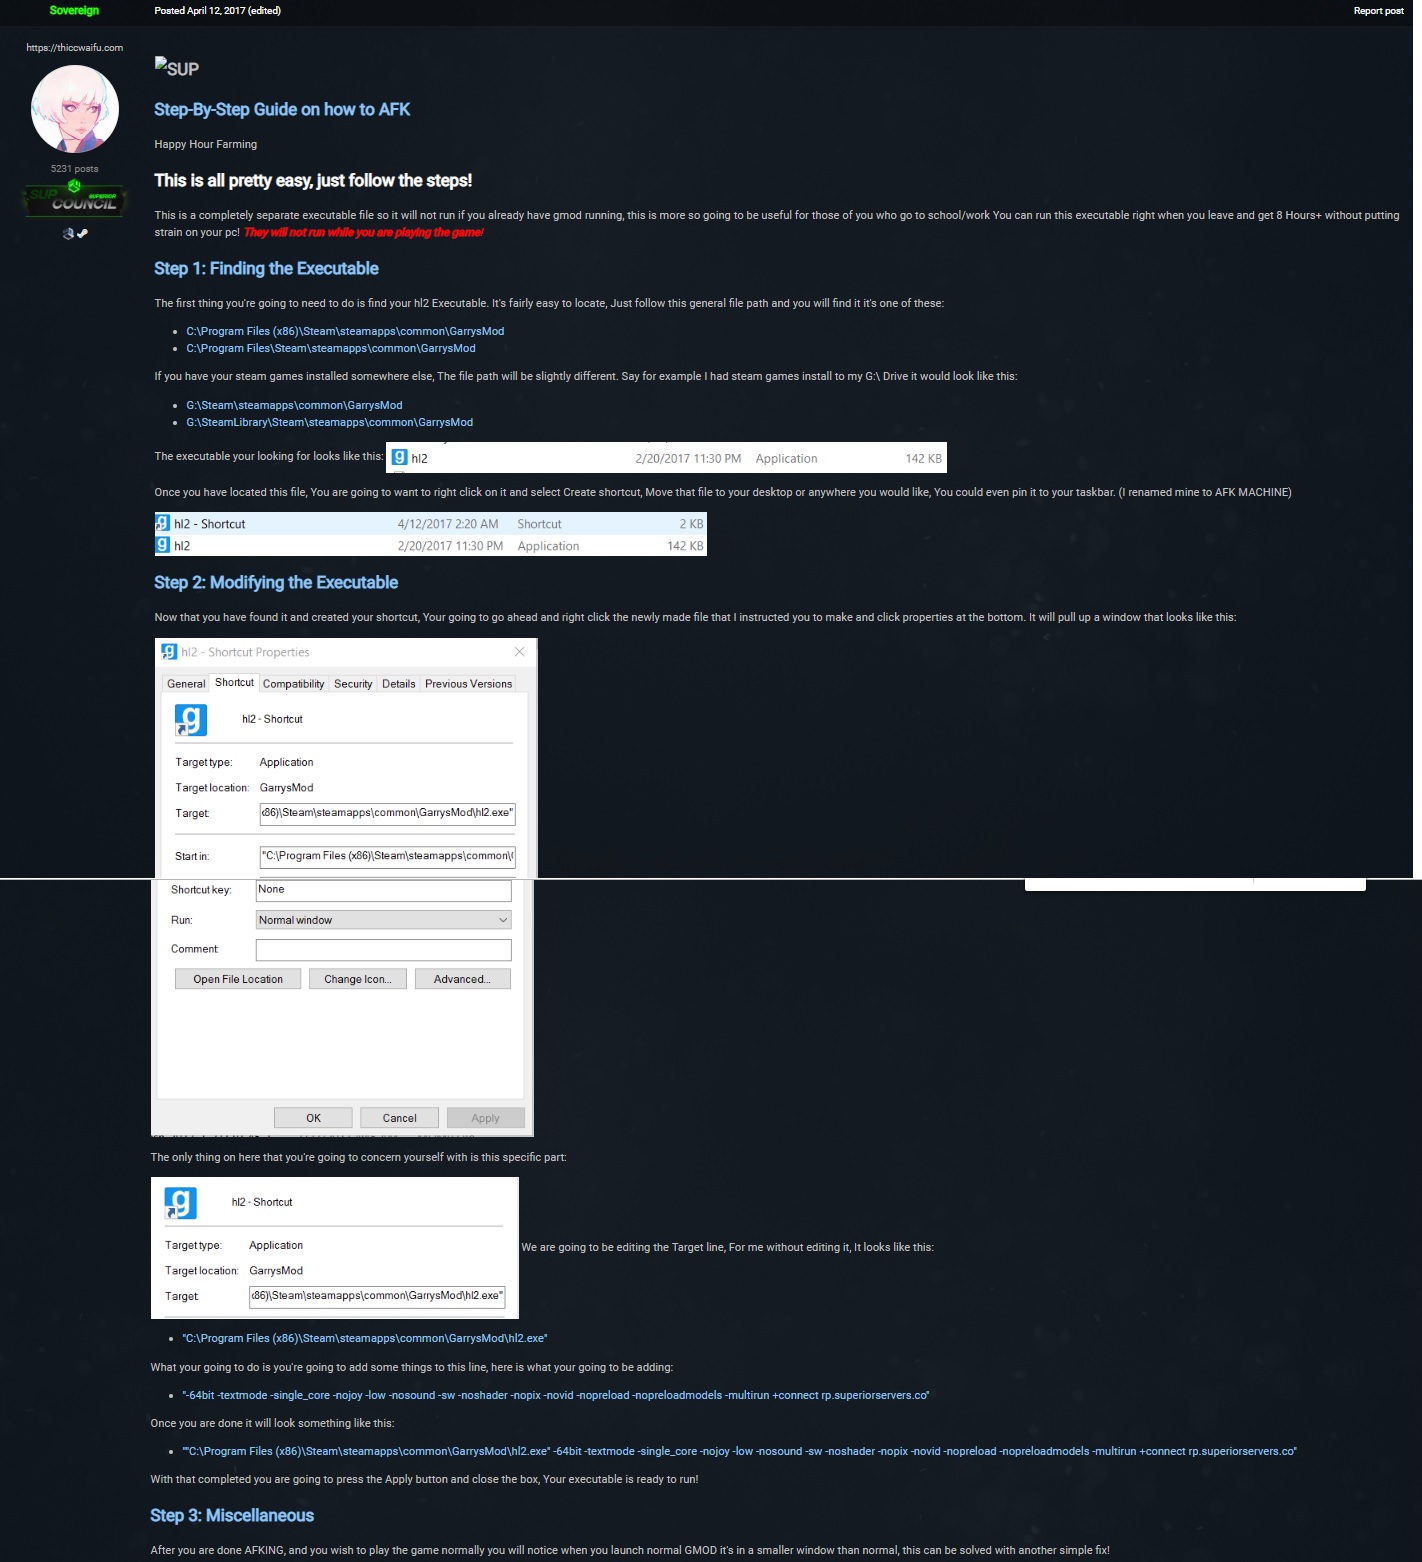 Sovereign
Posted April 12, 2017 (edited)
Report post
https://thiccwaifu.com
5231 posts
SUP
SUPERIOR
COUNCIL
SUP
Step-By-Step Guide on how to AFK
Happy Hour Farming
This is all pretty easy, just follow the steps!
This is a completely separate executable file so it will not run if you already have gmod running, this is more so going to be useful for those of you who go to school/work You can run this executable right when you leave and get 8 Hours+ without putting
strain on your pc! They will not run while you are playing the game!
Step 1: Finding the Executable
The first thing you're going to need to do is find your hl2 Executable. It's fairly easy to locate, Just follow this general file path and you will find it it's one of these:
C:\Program Files (x86)\Steam\steamapps\common\GarrysMod
C:\Program Files\Steam\steamapps\common\GarrysMod
If you have your steam games installed somewhere else, The file path will be slightly different. Say for example I had steam games install to my G:\ Drive it would look like this:
G:\Steam\steamapps\common\GarrysMod
G:\SteamLibrary\Steam\steamapps\common\GarrysMod
The executable your looking for looks like this:
hl2 2/20/2017 11:30 PM Application 142 KB
Once you have located this file, You are going to want to right click on it and select Create shortcut, Move that file to your desktop or anywhere you would like, You could even pin it to your taskbar. (I renamed mine to AFK MACHINE)
hl2 - Shortcut 4/12/2017 2:20 AM Shortcut 2 KB
hl2 2/20/2017 11:30 PM Application 142 KB
Step 2: Modifying the Executable
Now that you have found it and created your shortcut, Your going to go ahead and right click the newly made file that I instructed you to make and click properties at the bottom. It will pull up a window that looks like this:
hl2 - Shortcut Properties
General Shortcut Compatibility Security Details Previous Versions
hl2 - Shortcut
Target type: Application
Target location: GarrysMod
Target: x86)\Steam\steamapps\common\GarrysMod\hl2.exe"
Start in: "C:\Program Files (x86)\Steam\steamapps\common\G
Shortcut key: None
Run: Normal window
Comment:
Open File Location Change Icon... Advanced...
OK Cancel Apply
The only thing on here that you're going to concern yourself with is this specific part:
hl2 - Shortcut
Target type: Application
Target location: GarrysMod
Target: x86)\Steam\steamapps\common\GarrysMod\hl2.exe"
We are going to be editing the Target line, For me without editing it, It looks like this:
"C:\Program Files (x86)\Steam\steamapps\common\GarrysMod\hl2.exe"
What your going to do is you're going to add some things to this line, here is what your going to be adding:
"-64bit -textmode -single_core -nojoy -low -nosound -sw -noshader -nopix -novid -nopreload -nopreloadmodels -multirun +connect rp.superiorservers.co"
Once you are done it will look something like this:
""C:\Program Files (x86)\Steam\steamapps\common\GarrysMod\hl2.exe" -64bit -textmode -single_core -nojoy -low -nosound -sw -noshader -nopix -novid -nopreload -nopreloadmodels -multirun +connect rp.superiorservers.co"
With that completed you are going to press the Apply button and close the box, Your executable is ready to run!
Step 3: Miscellaneous
After you are done AFKING, and you wish to play the game normally you will notice when you launch normal GMOD it's in a smaller window than normal, this can be solved with another simple fix!